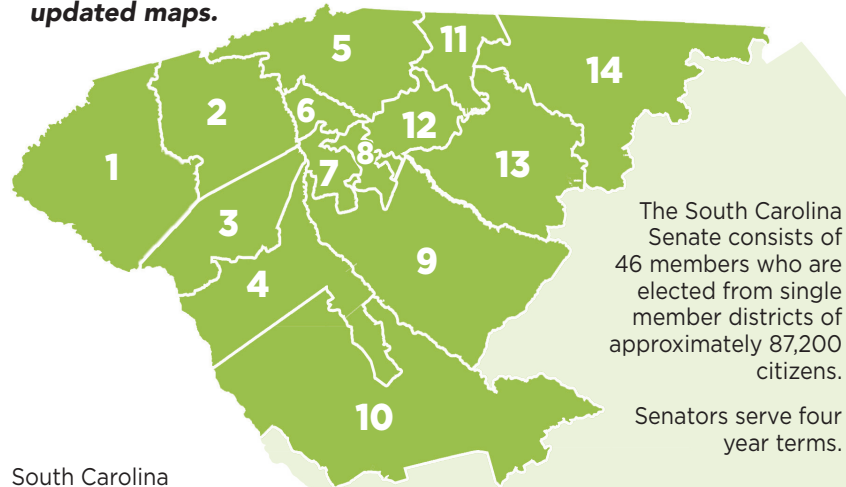 updated maps.
5
11
14
2
6
12
1
8
7
13
3
9
4
10
The South Carolina
Senate consists of
46 members who are
elected from single
member districts of
approximately 87,200
citizens.
Senators serve four
year terms.
South Carolina